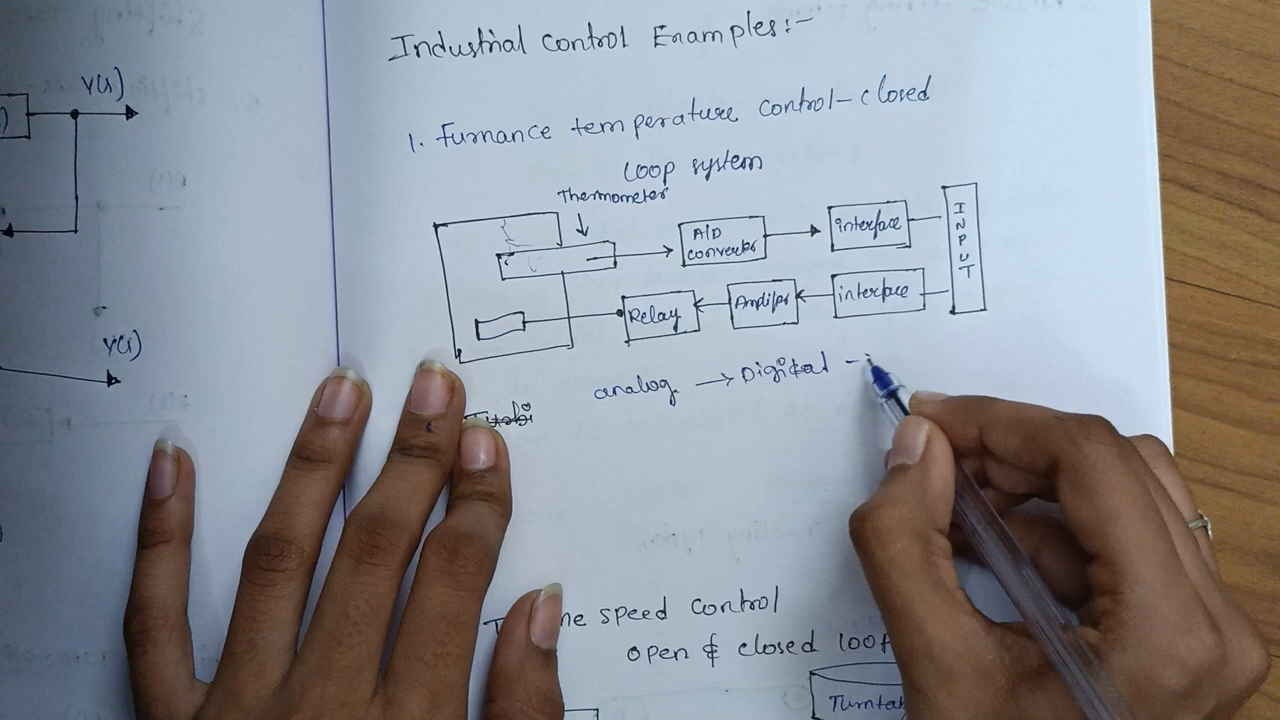 Industrial control Examples:-
1. Furnance temperature control-closed
loop system
Thermometer
A/D
converter
interface
INPUT
Relay
Amplifer
interface
analog → Digital -
ne speed control
open & closed loop
Turntab
Y(s)
Y(s)